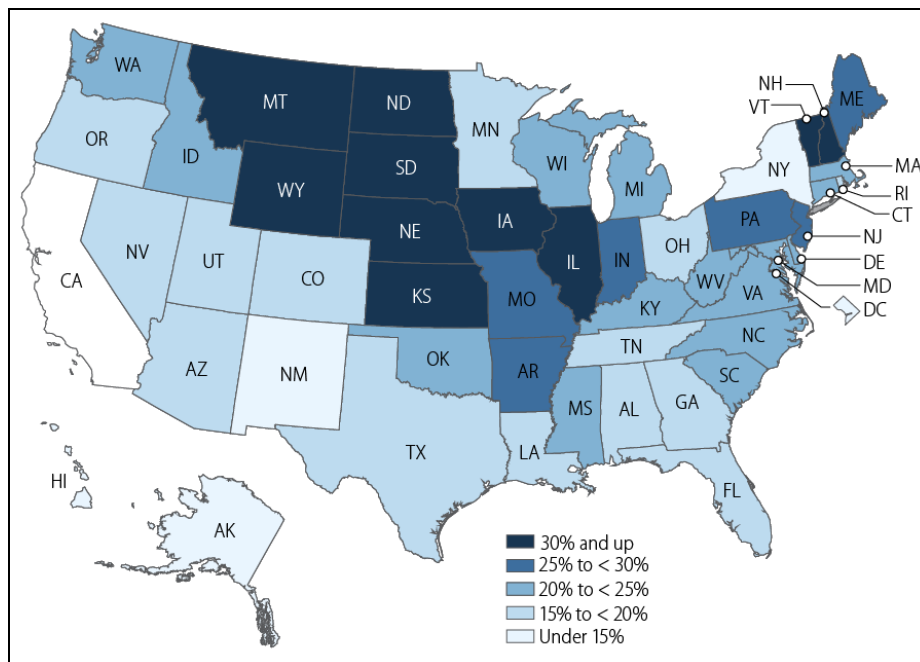 NH
VT
ME
WA
MT
ND
MN
OR
ID
WI
SD
MI
NY
MA
WY
RI
CT
IA
PA
NE
NJ
NV
OH
IL
IN
DE
UT
CA
CO
WV
MD
VA
KS
MO
KY
DC
NC
TN
OK
AZ
NM
AR
SC
MS
AL
GA
TX
LA
HI
FL
AK
30% and up
25% to < 30%
20% to < 25%
15% to < 20%
Under 15%